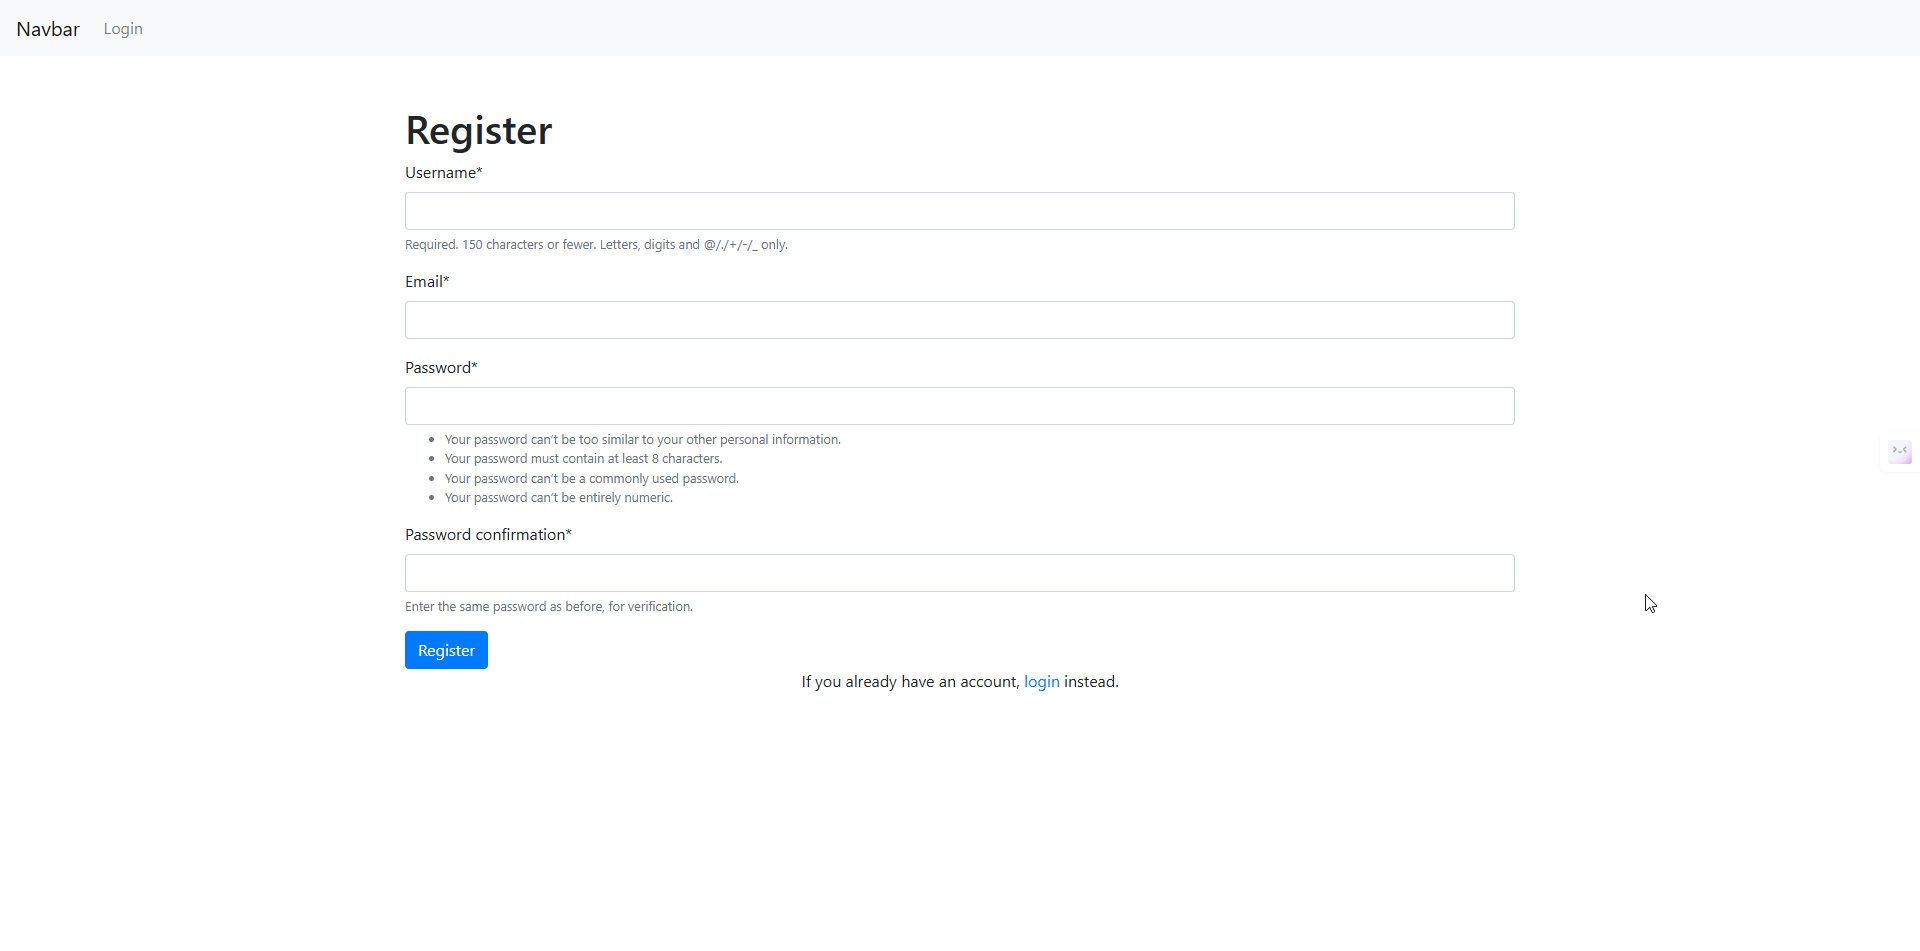 Navbar Login
Register
Username*
Required. 150 characters or fewer. Letters, digits and @/./+/-/_ only.
Email*
Password*
Your password can’t be too similar to your other personal information.
Your password must contain at least 8 characters.
Your password can’t be a commonly used password.
Your password can’t be entirely numeric.
Password confirmation*
Enter the same password as before, for verification.
Register
If you already have an account, login instead.